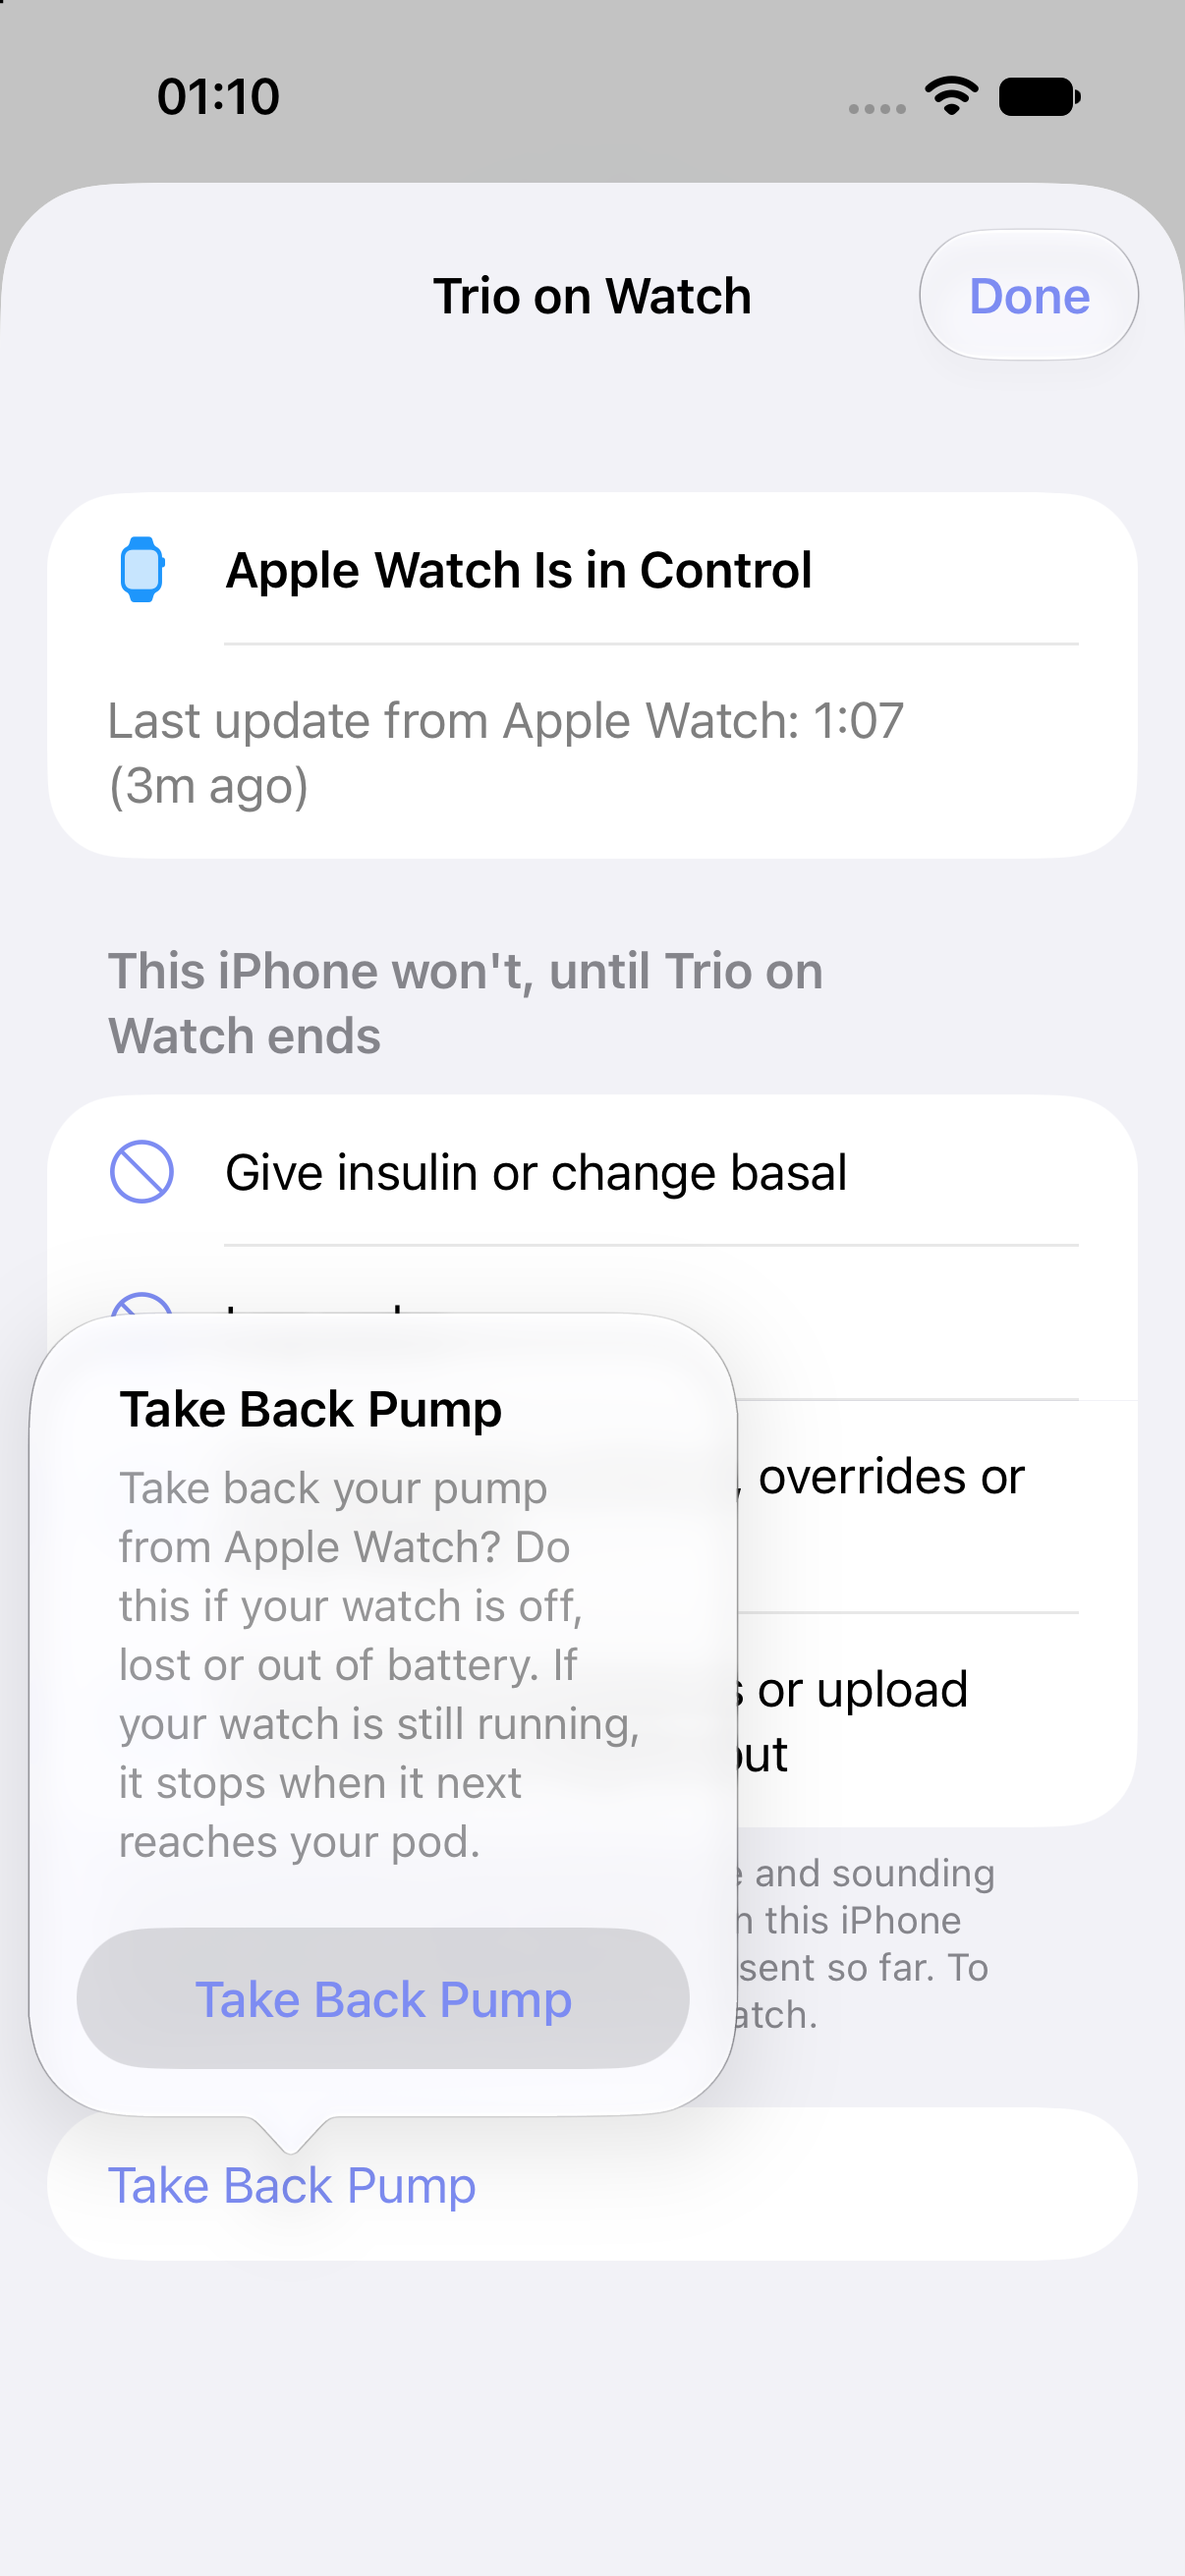 01:10
Trio on Watch
Done
Apple Watch Is in Control
Last update from Apple Watch: 1:07
(3m ago)
This iPhone won't, until Trio on
Watch ends
Give insulin or change basal
, overrides or
or upload
and sounding
this iPhone
sent so far. To
Take Back Pump
Take back your pump
from Apple Watch? Do
this if your watch is off,
lost or out of battery. If
your watch is still running,
it stops when it next
reaches your pod.
Take Back Pump
Take Back Pump